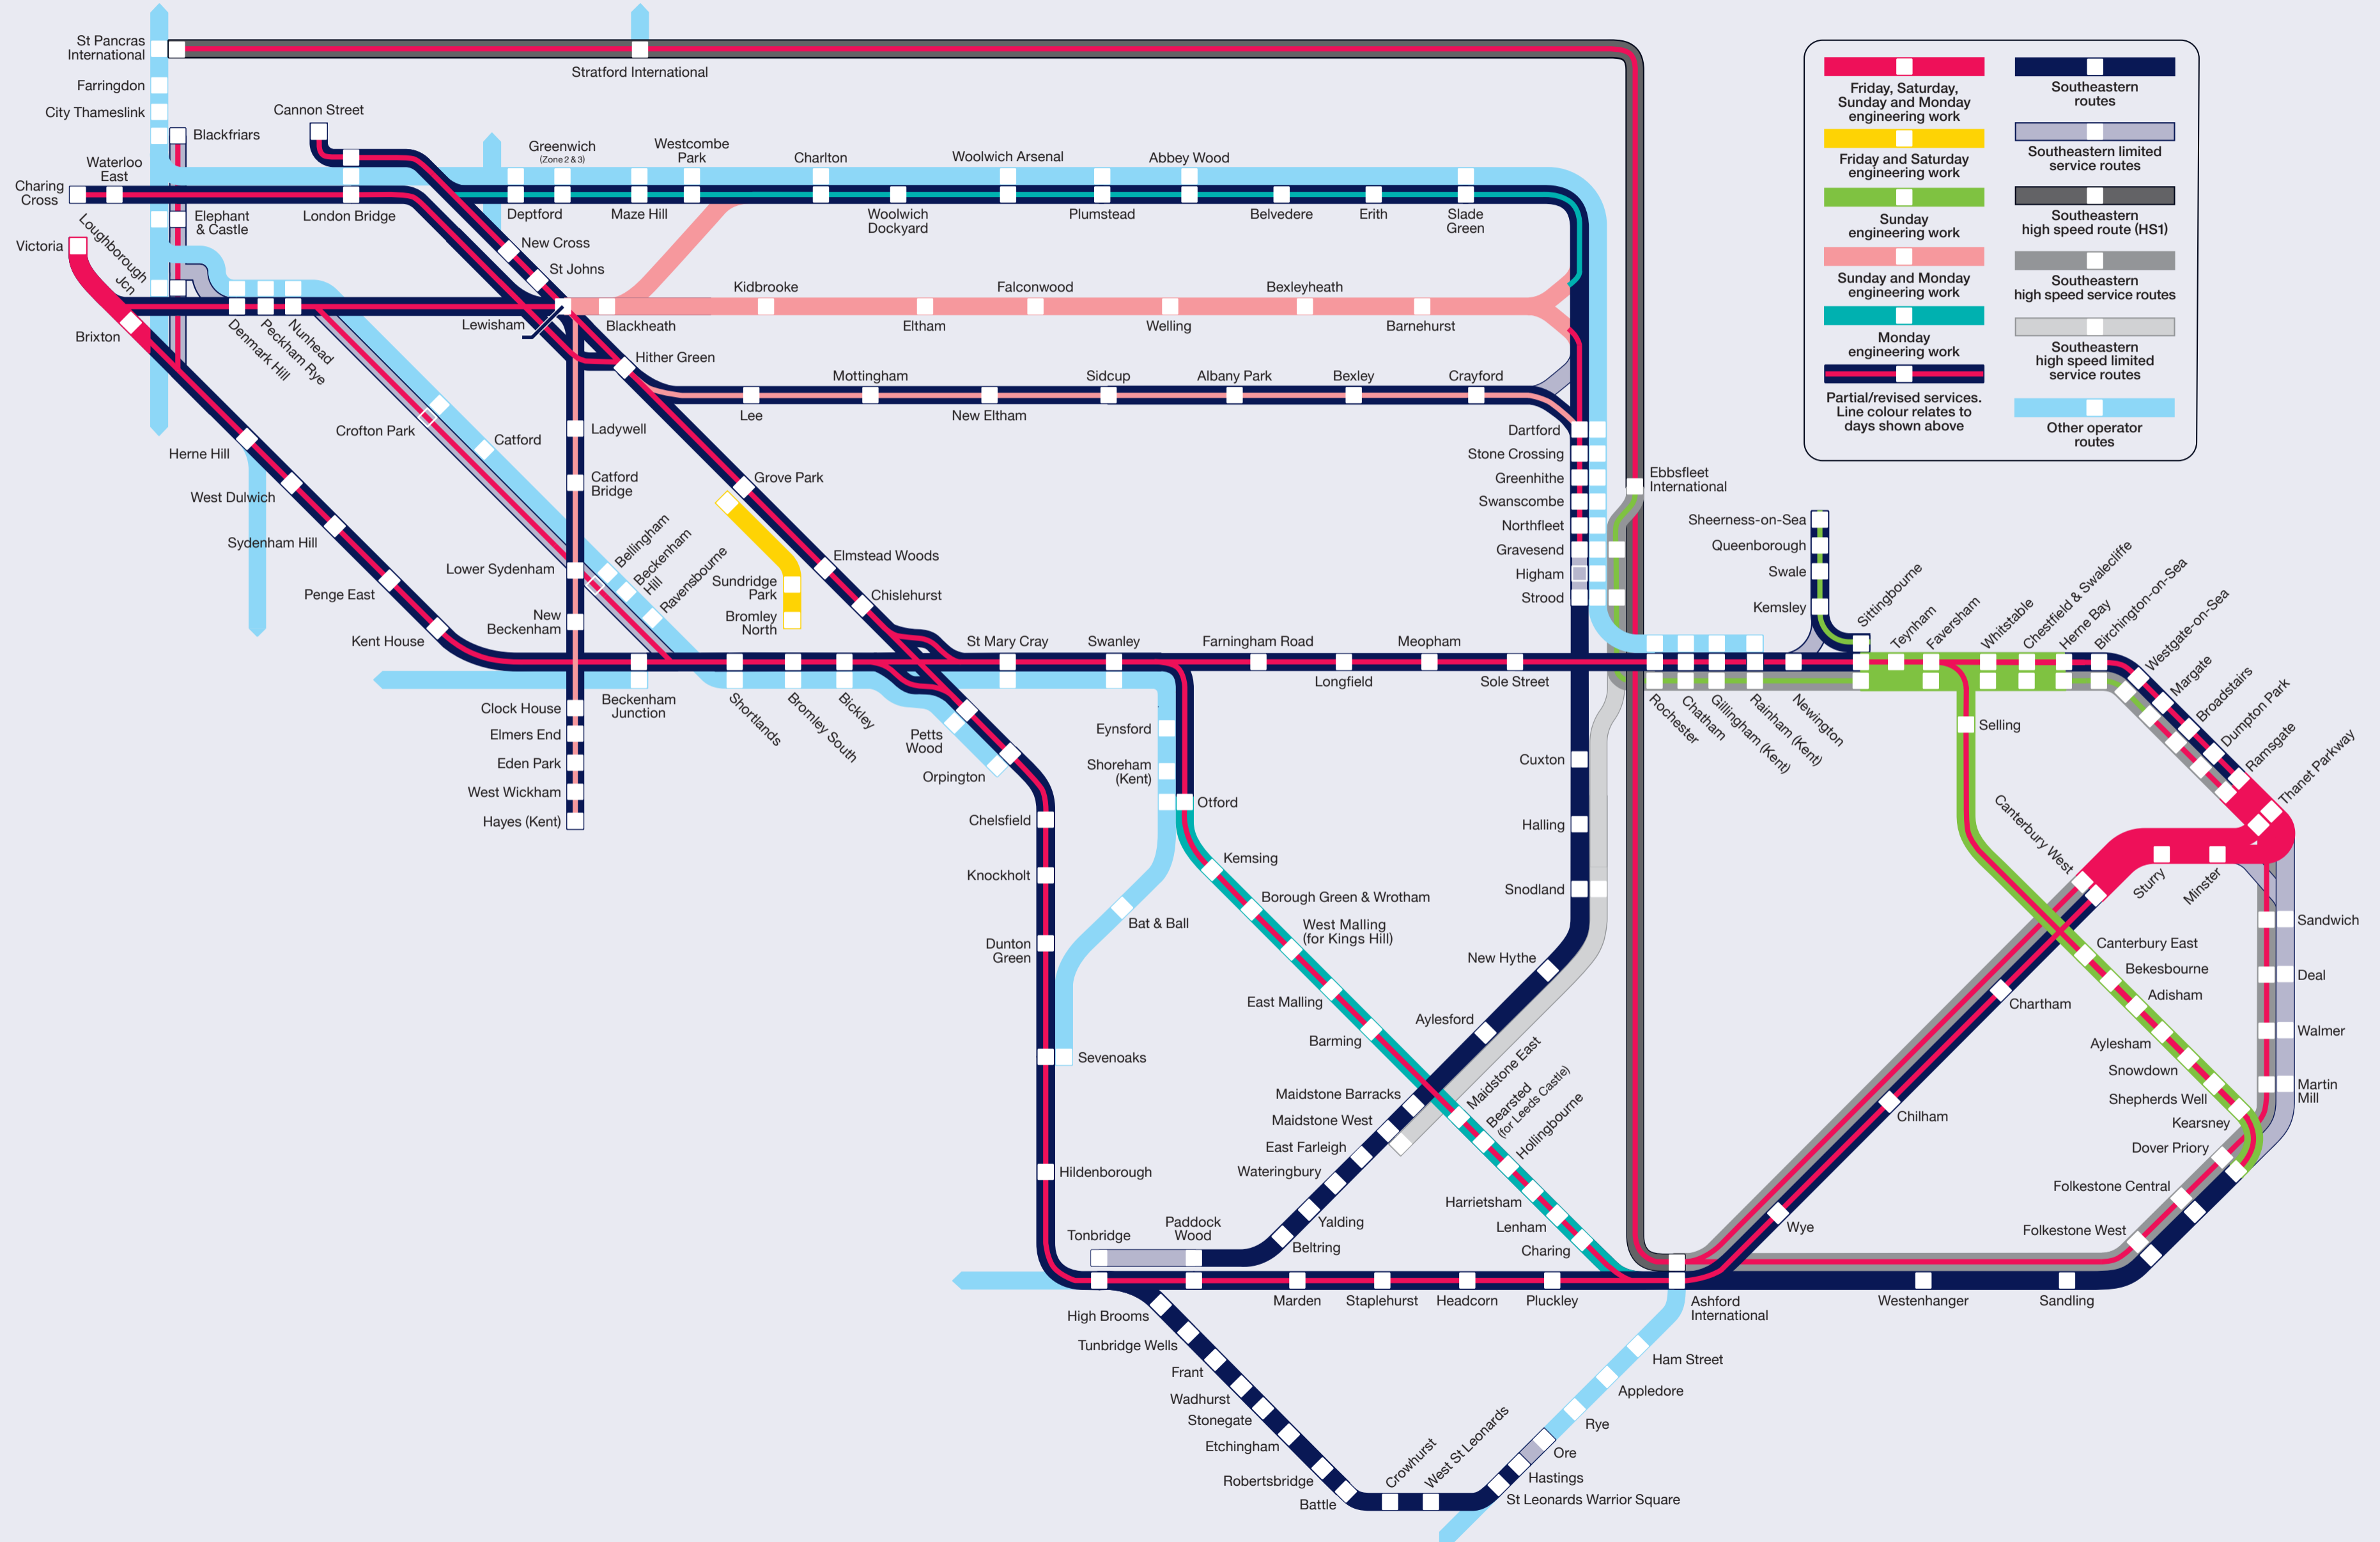 St Pancras
International
Farringdon
City Thameslink
Blackfriars
Waterloo
East
Charing
Cross
Elephant
& Castle
Loughborough
Jcn
Victoria
Brixton
Cannon Street
London Bridge
Stratford International
Deptford
Greenwich
(Zone 2 & 3)
Maze Hill
Westcombe
Park
Charlton
Woolwich
Dockyard
Woolwich Arsenal
Plumstead
Abbey Wood
Belvedere
Erith
Slade
Green
New Cross
St Johns
Lewisham
Blackheath
Kidbrooke
Eltham
Falconwood
Welling
Bexleyheath
Barnehurst
Hither Green
Lee
Mottingham
New Eltham
Sidcup
Albany Park
Bexley
Crayford
Denmark Hill
Peckham Rye
Nunhead
Crofton Park
Catford
Bellingham
Beckenham
Hill
Ravensbourne
Ladywell
Catford
Bridge
Lower Sydenham
New
Beckenham
Clock House
Elmers End
Eden Park
West Wickham
Hayes (Kent)
Herne Hill
West Dulwich
Sydenham Hill
Penge East
Kent House
Beckenham
Junction
Shortlands
Bromley South
Bickley
Grove Park
Sundridge
Park
Bromley
North
Elmstead Woods
Chislehurst
Petts
Wood
Orpington
Chelsfield
Knockholt
Dunton
Green
Sevenoaks
Hildenborough
Tonbridge
Paddock
Wood
St Mary Cray
Swanley
Farningham Road
Longfield
Meopham
Sole Street
Eynsford
Shoreham
(Kent)
Otford
Bat & Ball
Kemsing
Borough Green & Wrotham
West Malling
(for Kings Hill)
East Malling
Barming
Maidstone East
Bearsted
(for Leeds Castle)
Hollingbourne
Harrietsham
Lenham
Charing
Dartford
Stone Crossing
Greenhithe
Swanscombe
Northfleet
Gravesend
Higham
Strood
Ebbsfleet
International
Cuxton
Halling
Snodland
New Hythe
Aylesford
Maidstone Barracks
Maidstone West
East Farleigh
Wateringbury
Yalding
Beltring
Rochester
Chatham
Gillingham (Kent)
Rainham (Kent)
Newington
Sheerness-on-Sea
Queenborough
Swale
Kemsley
Sittingbourne
Teynham
Faversham
Whitstable
Chestfield & Swalecliffe
Herne Bay
Birchington-on-Sea
Westgate-on-Sea
Margate
Broadstairs
Dumpton Park
Ramsgate
Thanet Parkway
Selling
Canterbury West
Sturry
Minster
Canterbury East
Bekesbourne
Adisham
Aylesham
Snowdown
Shepherds Well
Kearsney
Dover Priory
Folkestone Central
Folkestone West
Sandwich
Deal
Walmer
Martin
Mill
Chartham
Chilham
Wye
Marden
Staplehurst
Headcorn
Pluckley
Ashford
International
Westenhanger
Sandling
High Brooms
Tunbridge Wells
Frant
Wadhurst
Stonegate
Etchingham
Robertsbridge
Battle
Crowhurst
West St Leonards
St Leonards Warrior Square
Hastings
Ore
Rye
Appledore
Ham Street
Friday, Saturday,
Sunday and Monday
engineering work
Friday and Saturday
engineering work
Sunday
engineering work
Sunday and Monday
engineering work
Monday
engineering work
Partial/revised services.
Line colour relates to
days shown above
Southeastern
routes
Southeastern limited
service routes
Southeastern
high speed route (HS1)
Southeastern
high speed service routes
Southeastern
high speed limited
service routes
Other operator
routes